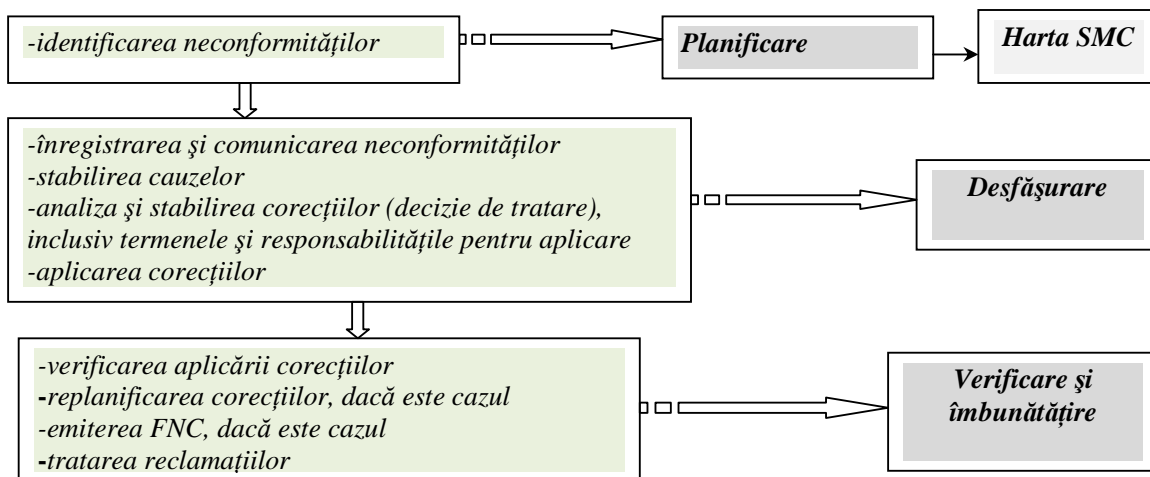 -identificarea neconformităților
Planificare
Harta SMC
-înregistrarea şi comunicarea neconformităților
-stabilirea cauzelor
-analiza şi stabilirea corecțiilor (decizie de tratare),
inclusiv termenele şi responsabilitățile pentru aplicare
-aplicarea corecțiilor
Desfăşurare
-verificarea aplicării corecțiilor
-replanificarea corecțiilor, dacă este cazul
-emiterea FNC, dacă este cazul
-tratarea reclamațiilor
Verificare şi
îmbunătățire